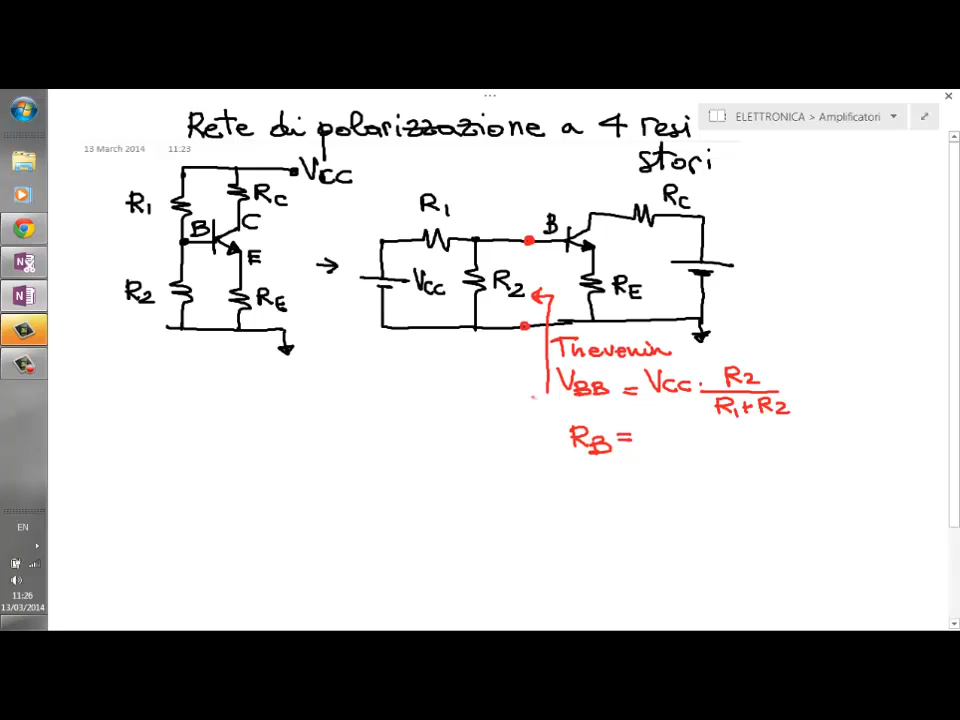 ELETTRONICA > Amplificatori
Rete di polarizzazione a 4 resi
stori
13 March 2014 11:23
VCC
R1
RC
B
C
E
R2
RE
R1
VCC
R2
B
RC
RE
Thevenin
VBB = VCC · R2
R1+R2
RB =
EN
11:26
13/03/2014